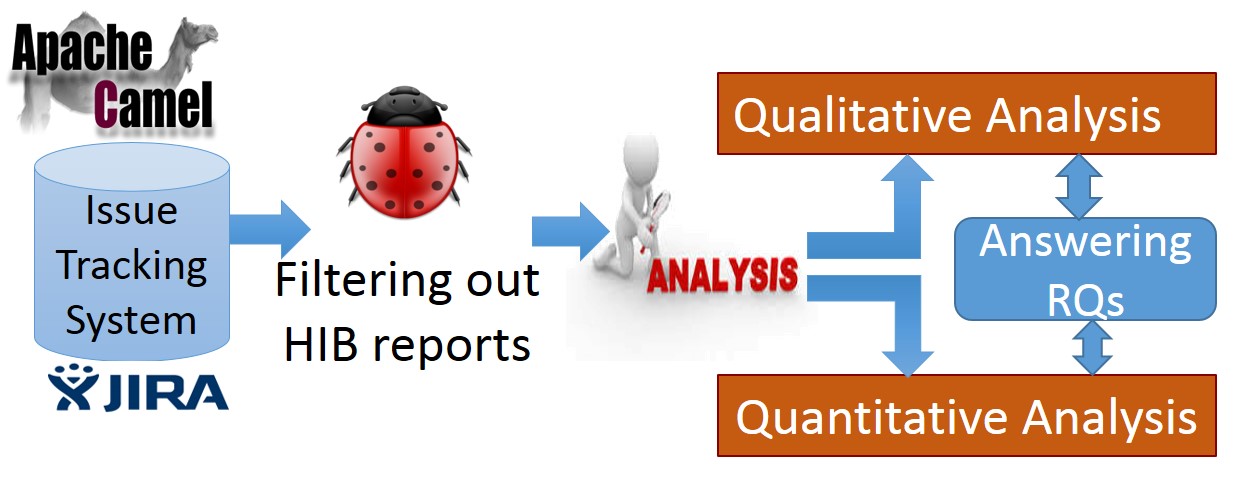 Apache
Camel
Issue
Tracking
System
JIRA
Filtering out
HIB reports
ANALYSIS
Qualitative Analysis
Answering
RQs
Quantitative Analysis